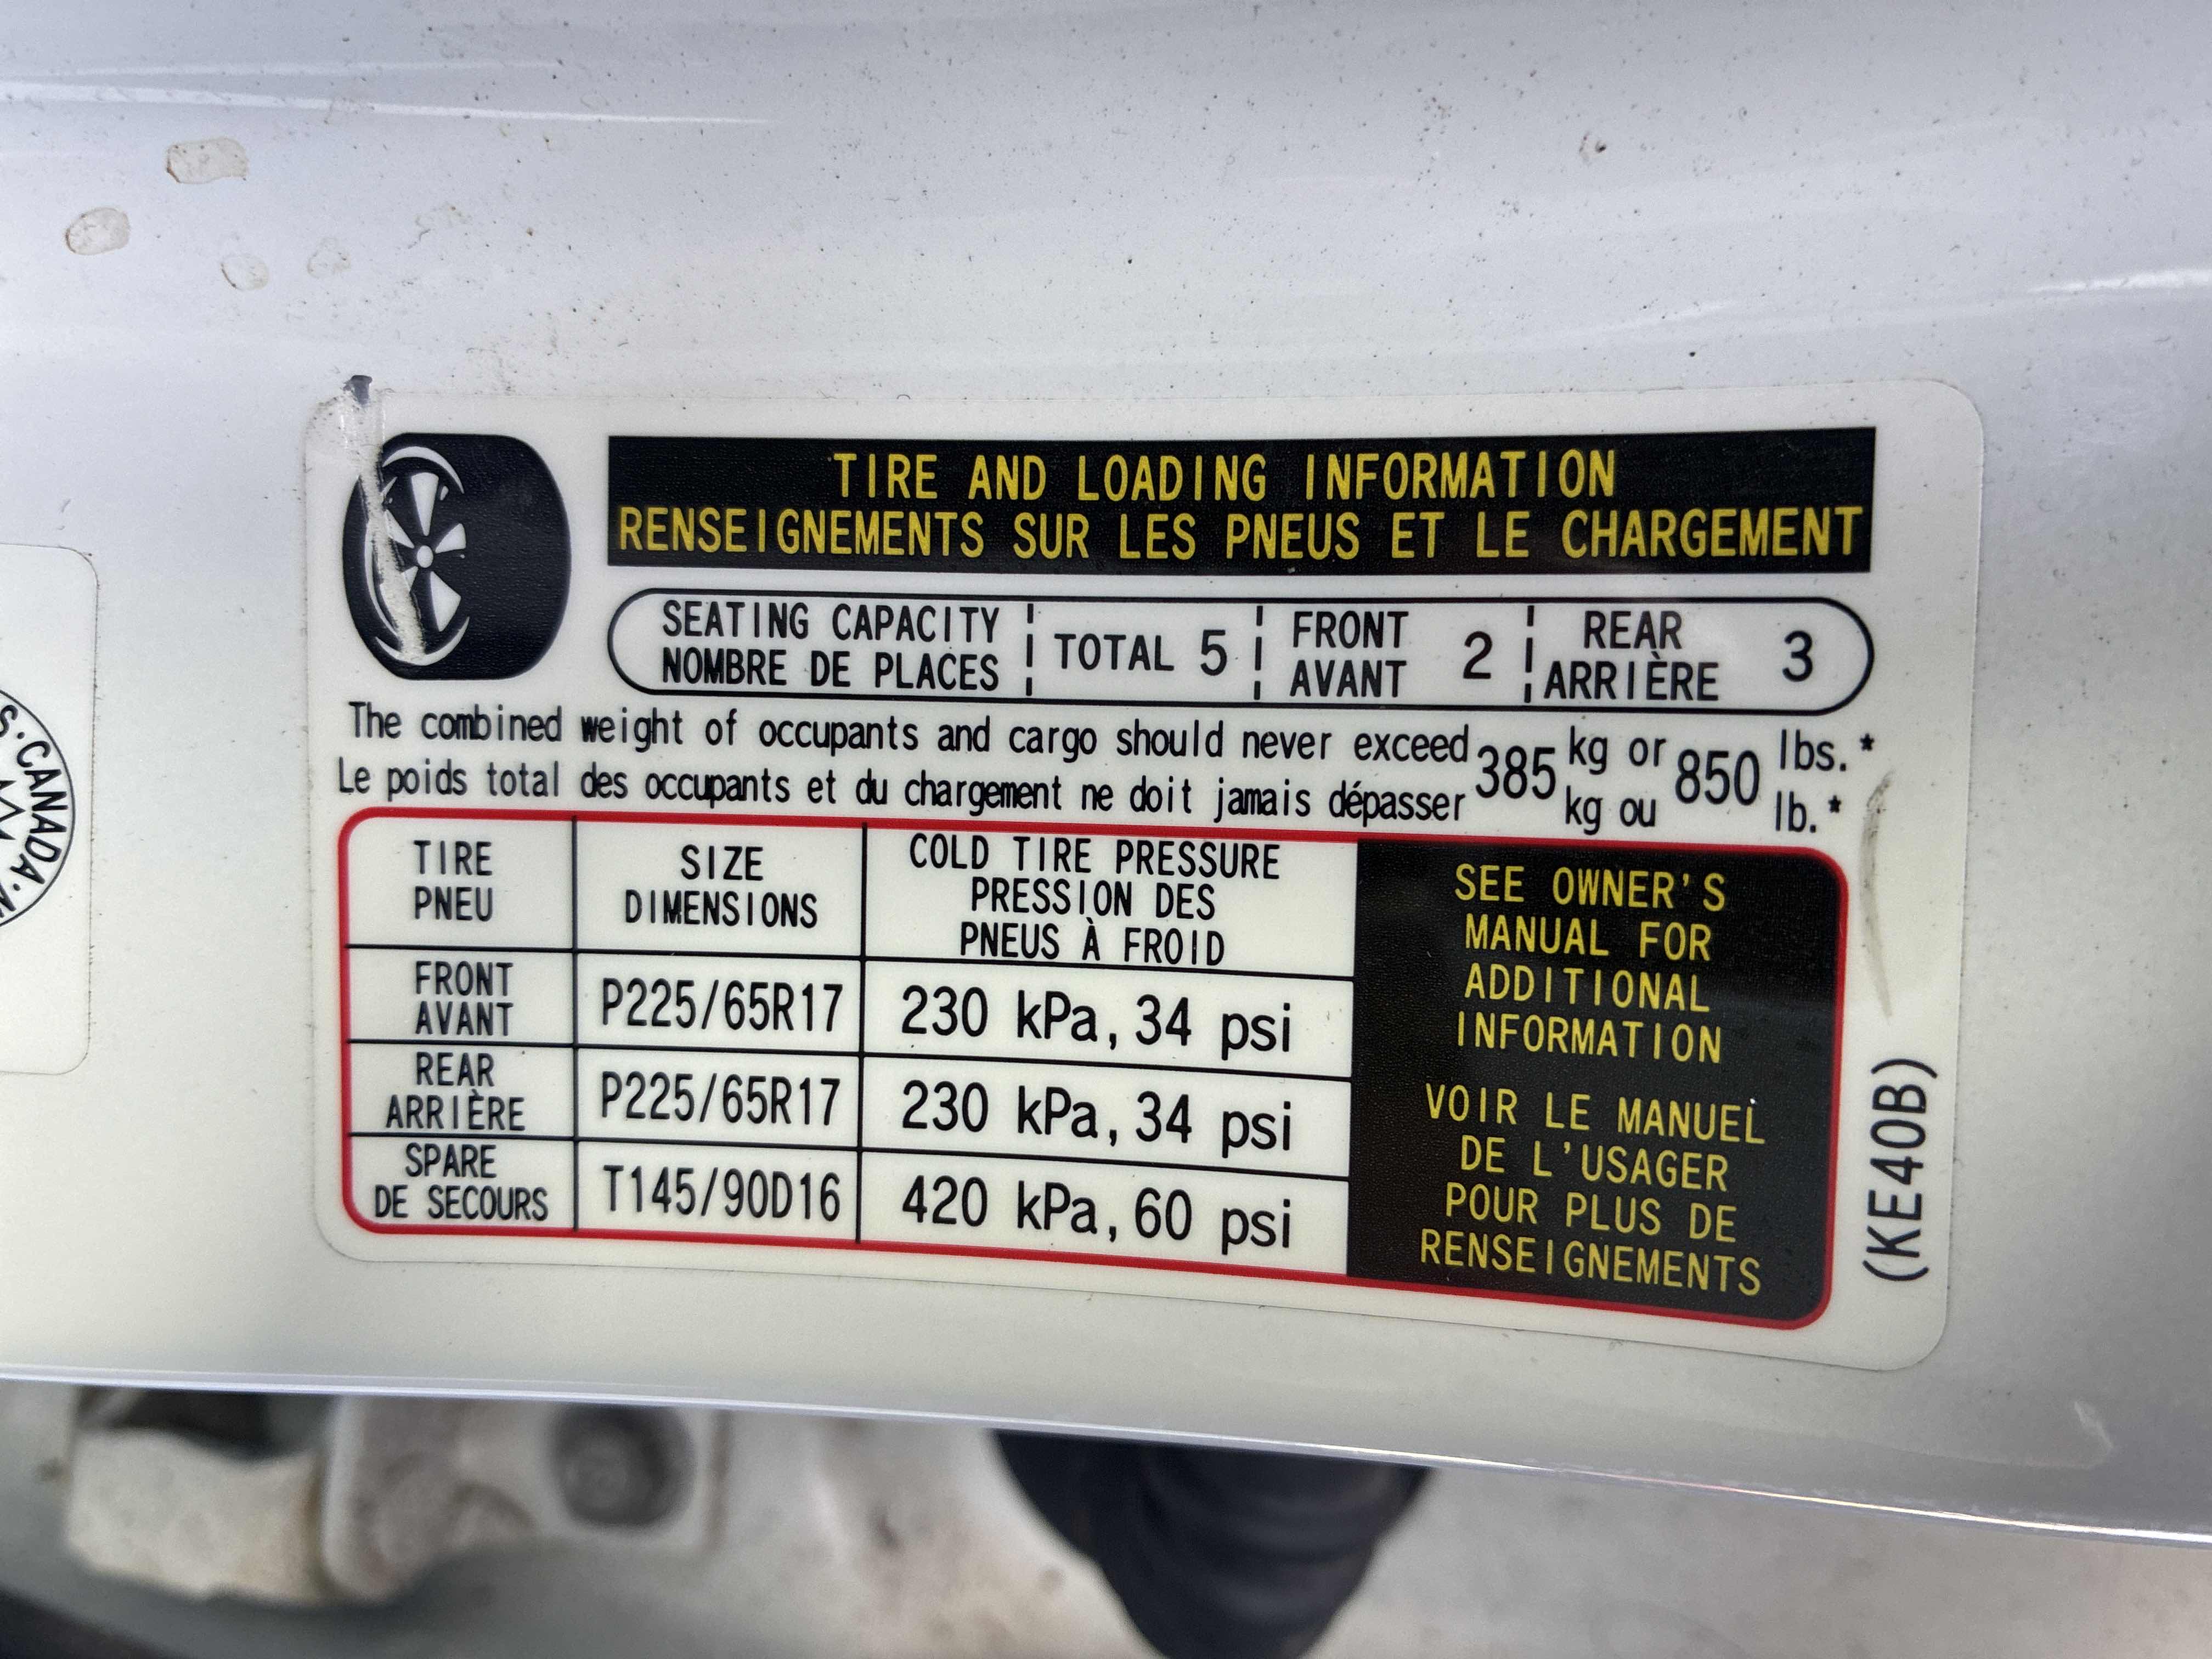 TIRE AND LOADING INFORMATION
RENSEIGNEMENTS SUR LES PNEUS ET LE CHARGEMENT
SEATING CAPACITY
NOMBRE DE PLACES
TOTAL 5
FRONT
AVANT
2
REAR
ARRIÈRE
3
The combined weight of occupants and cargo should never exceed 385 kg or 850 lbs.*
Le poids total des occupants et du chargement ne doit jamais dépasser kg ou lb.*
TIRE
PNEU
SIZE
DIMENSIONS
COLD TIRE PRESSURE
PRESSION DES
PNEUS À FROID
FRONT
AVANT
P225/65R17
230 kPa, 34 psi
REAR
ARRIÈRE
P225/65R17
230 kPa, 34 psi
SPARE
DE SECOURS
T145/90D16
420 kPa, 60 psi
SEE OWNER'S
MANUAL FOR
ADDITIONAL
INFORMATION
VOIR LE MANUEL
DE L'USAGER
POUR PLUS DE
RENSEIGNEMENTS
(KE40B)
CANADA